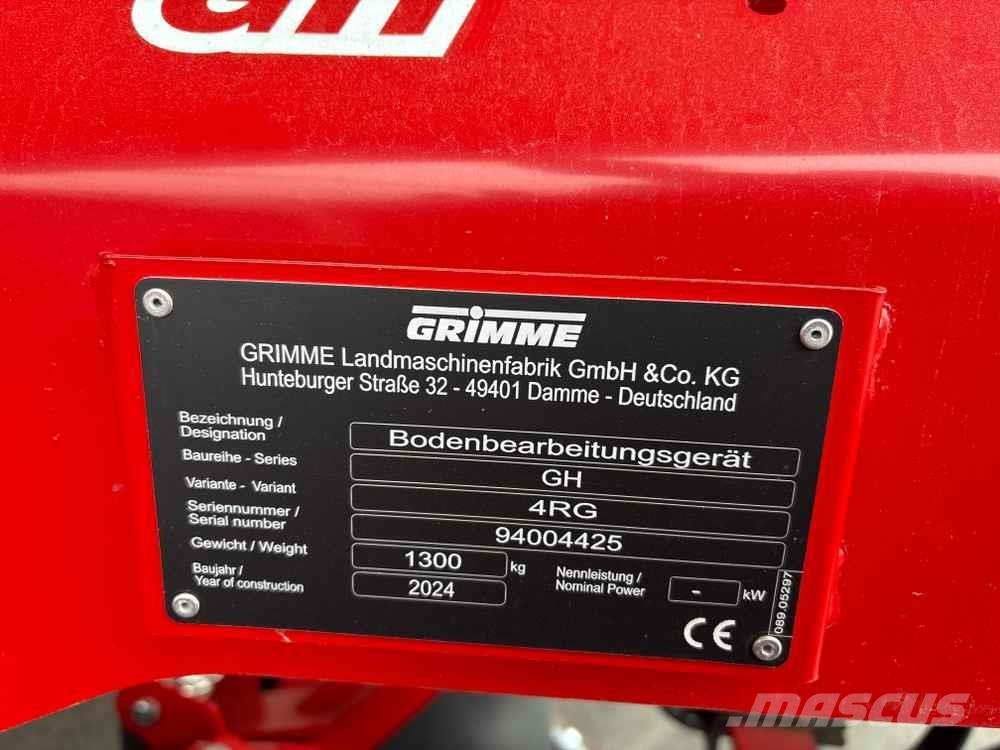 GRIMME
GRIMME Landmaschinenfabrik GmbH &Co. KG
Hunteburger Straße 32 - 49401 Damme - Deutschland
Bezeichnung /
Designation
Bodenbearbeitungsgerät
Baureihe - Series
GH
Variante - Variant
4RG
Seriennummer /
Serial number
94004425
Gewicht / Weight
1300 kg
Nennleistung /
Nominal Power
- kW
Baujahr /
Year of construction
2024
CE
089.05297
MASCUS